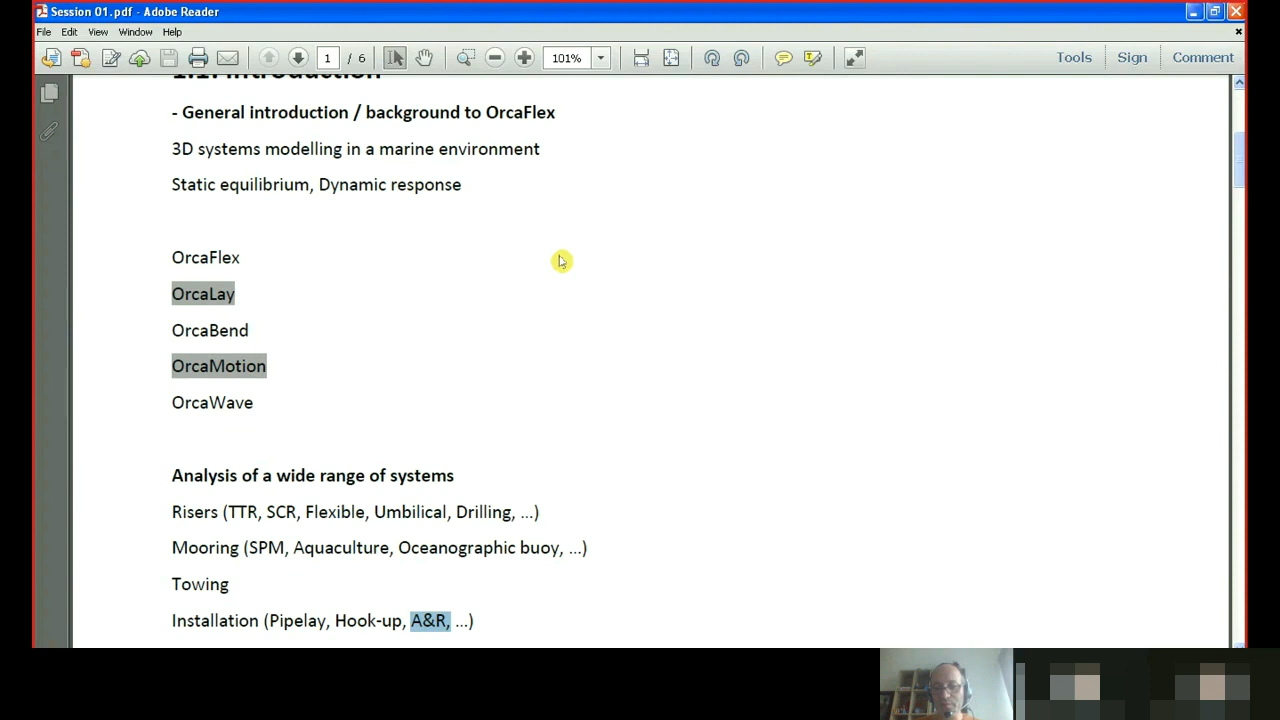 Session 01.pdf - Adobe Reader
File Edit View Window Help
1 / 6 101% Tools Sign Comment
1.1. Introduction
- General introduction / background to OrcaFlex
3D systems modelling in a marine environment
Static equilibrium, Dynamic response
OrcaFlex
OrcaLay
OrcaBend
OrcaMotion
OrcaWave
Analysis of a wide range of systems
Risers (TTR, SCR, Flexible, Umbilical, Drilling, ...)
Mooring (SPM, Aquaculture, Oceanographic buoy, ...)
Towing
Installation (Pipelay, Hook-up, A&R, ...)